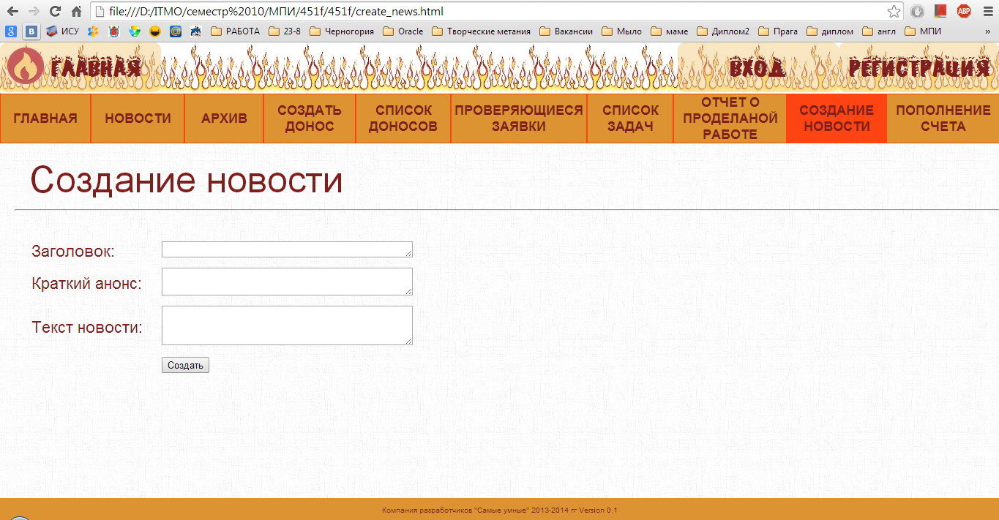 file:///D:/ITMO/семестр%2010/МПИ/451f/451f/create_news.html
ИСУ РАБОТА 23-8 Черногория Oracle Творческие метания Вакансии Мыло маме Диплом2 Прага диплом англ МПИ »
ГЛАВНАЯ ВХОД РЕГИСТРАЦИЯ
ГЛАВНАЯ
НОВОСТИ
АРХИВ
СОЗДАТЬ
ДОНОС
СПИСОК
ДОНОСОВ
ПРОВЕРЯЮЩИЕСЯ
ЗАЯВКИ
СПИСОК
ЗАДАЧ
ОТЧЕТ О
ПРОДЕЛАНОЙ
РАБОТЕ
СОЗДАНИЕ
НОВОСТИ
ПОПОЛНЕНИЕ
СЧЕТА
Создание новости
Заголовок:
Краткий анонс:
Текст новости:
Создать
Компания разработчиков "Самые умные" 2013-2014 гг Version 0.1